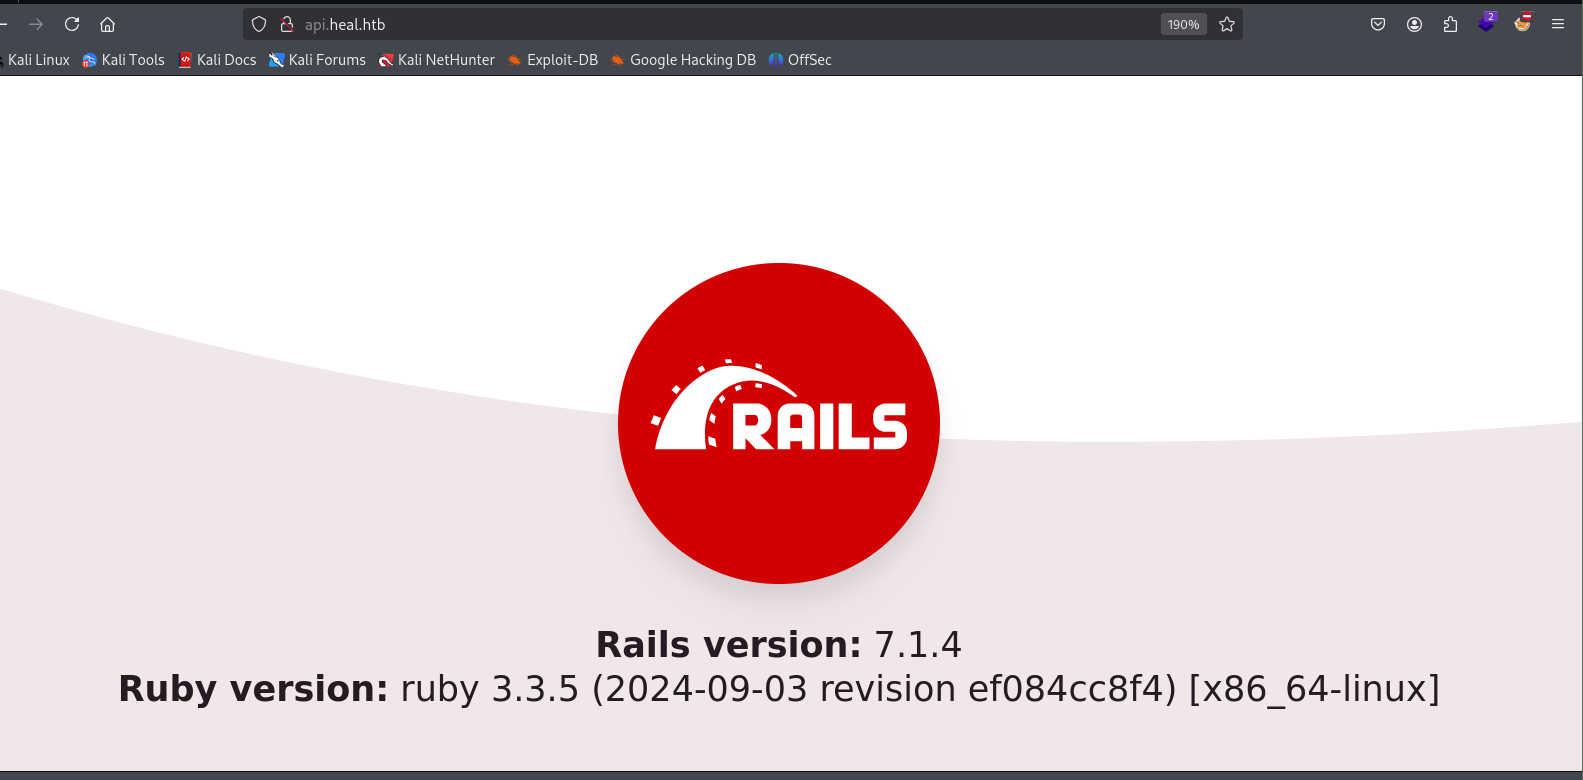 api.heal.htb
190%
2
Kali Linux Kali Tools Kali Docs Kali Forums Kali NetHunter Exploit-DB Google Hacking DB OffSec
RAILS
Rails version: 7.1.4
Ruby version: ruby 3.3.5 (2024-09-03 revision ef084cc8f4) [x86_64-linux]